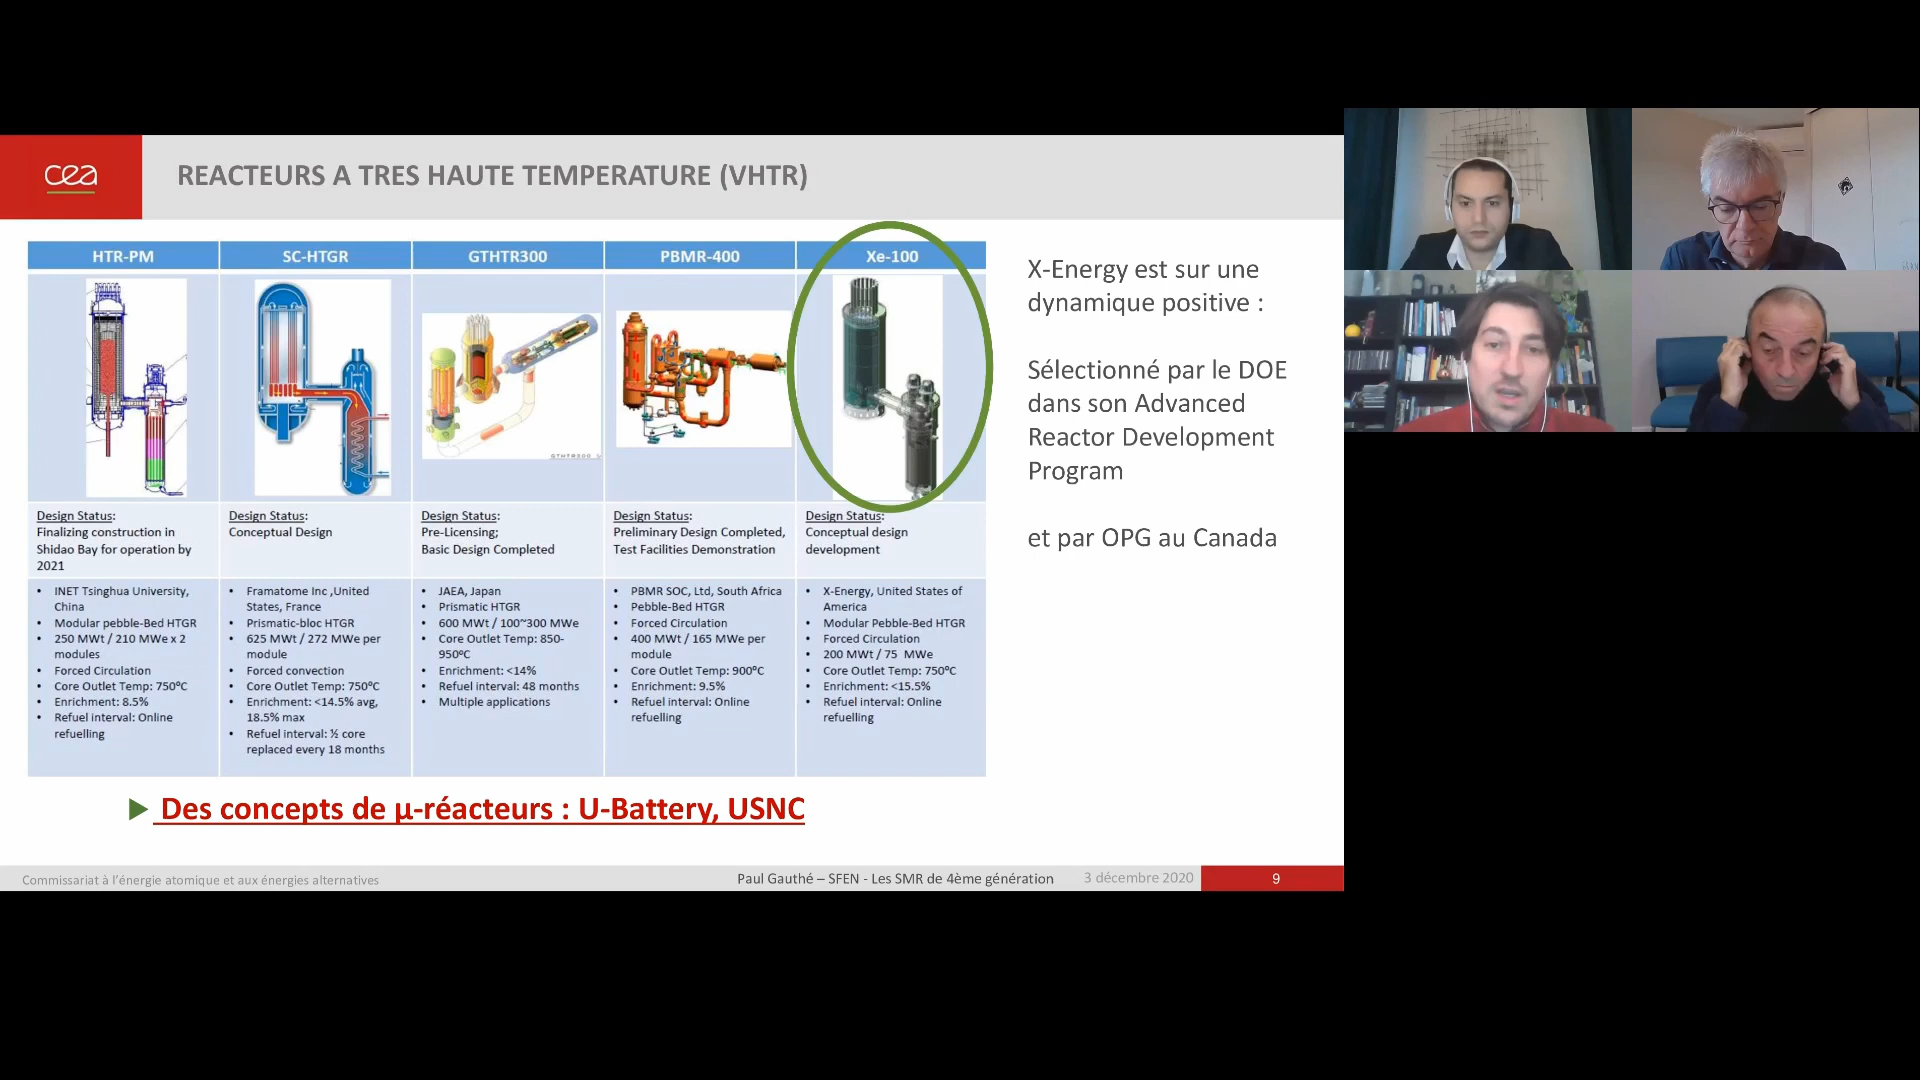 cea
REACTEURS A TRES HAUTE TEMPERATURE (VHTR)
HTR-PM
SC-HTGR
GTHTR300
PBMR-400
Xe-100
GTHTR300
Design Status:
Finalizing construction in
Shidao Bay for operation by
2021
Design Status:
Conceptual Design
Design Status:
Pre-Licensing;
Basic Design Completed
Design Status:
Preliminary Design Completed,
Test Facilities Demonstration
Design Status:
Conceptual design
development
• INET Tsinghua University,
China
• Modular pebble-Bed HTGR
• 250 MWt / 210 MWe x 2
modules
• Forced Circulation
• Core Outlet Temp: 750ºC
• Enrichment: 8.5%
• Refuel interval: Online
refuelling
• Framatome Inc ,United
States, France
• Prismatic-bloc HTGR
• 625 MWt / 272 MWe per
module
• Forced convection
• Core Outlet Temp: 750ºC
• Enrichment: <14.5% avg,
18.5% max
• Refuel interval: ½ core
replaced every 18 months
• JAEA, Japan
• Prismatic HTGR
• 600 MWt / 100~300 MWe
• Core Outlet Temp: 850-
950ºC
• Enrichment: <14%
• Refuel interval: 48 months
• Multiple applications
• PBMR SOC, Ltd, South Africa
• Pebble-Bed HTGR
• Forced Circulation
• 400 MWt / 165 MWe per
module
• Core Outlet Temp: 900ºC
• Enrichment: 9.5%
• Refuel interval: Online
refuelling
• X-Energy, United States of
America
• Modular Pebble-Bed HTGR
• Forced Circulation
• 200 MWt / 75 MWe
• Core Outlet Temp: 750ºC
• Enrichment: <15.5%
• Refuel interval: Online
refuelling
X-Energy est sur une
dynamique positive :
Sélectionné par le DOE
dans son Advanced
Reactor Development
Program
et par OPG au Canada
Des concepts de µ-réacteurs : U-Battery, USNC
Commissariat à l'énergie atomique et aux énergies alternatives
Paul Gauthé – SFEN - Les SMR de 4ème génération
3 décembre 2020
9